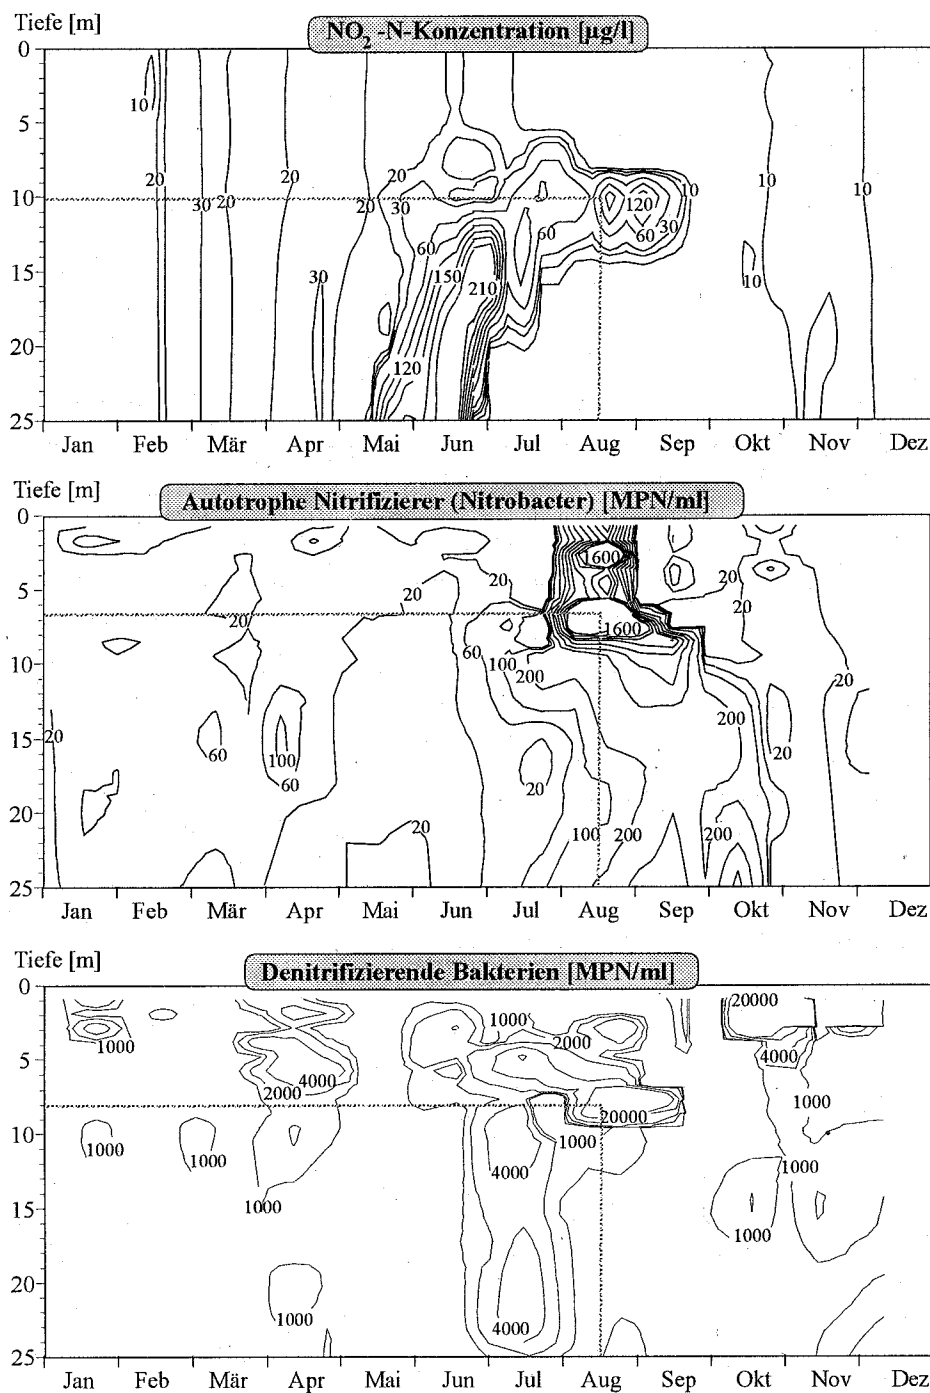 Tiefe [m]
NO2 -N-Konzentration [µg/l]
0
10
5
20 20 20 10 10 10
10
30 20 20 30 120
60 60 60 30
30 150 10
15
210
20
120
25
Jan Feb Mär Apr Mai Jun Jul Aug Sep Okt Nov Dez
Tiefe [m]
Autotrophe Nitrifizierer (Nitrobacter) [MPN/ml]
0
1600
20 20
5
20 20
20 1600
60
10
100
200 200 20
15
20 60 100 20
60 20
20
20 100 200 200
25
Jan Feb Mär Apr Mai Jun Jul Aug Sep Okt Nov Dez
Tiefe [m]
Denitrifizierende Bakterien [MPN/ml]
0
20000
1000 1000 2000
4000
5
4000
2000 1000
20000
10
1000 1000 1000
4000 1000
15
1000
1000
20
1000 4000
25
Jan Feb Mär Apr Mai Jun Jul Aug Sep Okt Nov Dez